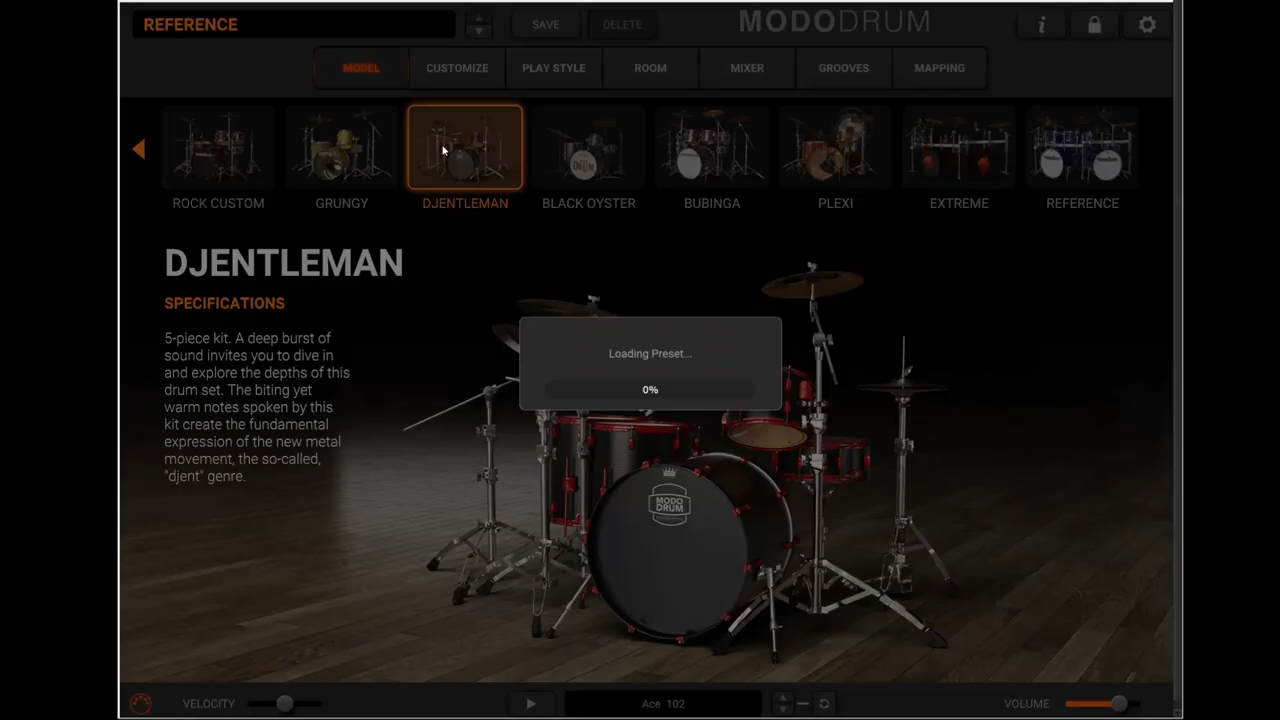 REFERENCE
SAVE
DELETE
MODODRUM
i
MODEL
CUSTOMIZE
PLAY STYLE
ROOM
MIXER
GROOVES
MAPPING
ROCK CUSTOM
GRUNGY
DJENTLEMAN
BLACK OYSTER
BUBINGA
PLEXI
EXTREME
REFERENCE
DJENTLEMAN
SPECIFICATIONS
5-piece kit. A deep burst of
sound invites you to dive in
and explore the depths of this
drum set. The biting yet
warm notes spoken by this
kit create the fundamental
expression of the new metal
movement, the so-called,
"djent" genre.
Loading Preset...
0%
MODO
DRUM
VELOCITY
Ace 102
VOLUME